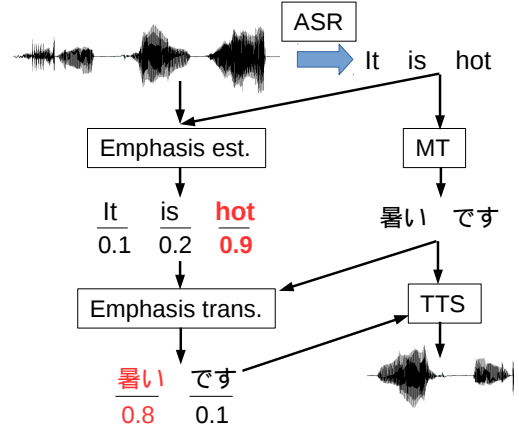 ASR
It is hot
Emphasis est.
MT
It is hot
0.1 0.2 0.9
暑い です
Emphasis trans.
TTS
暑い です
0.8 0.1